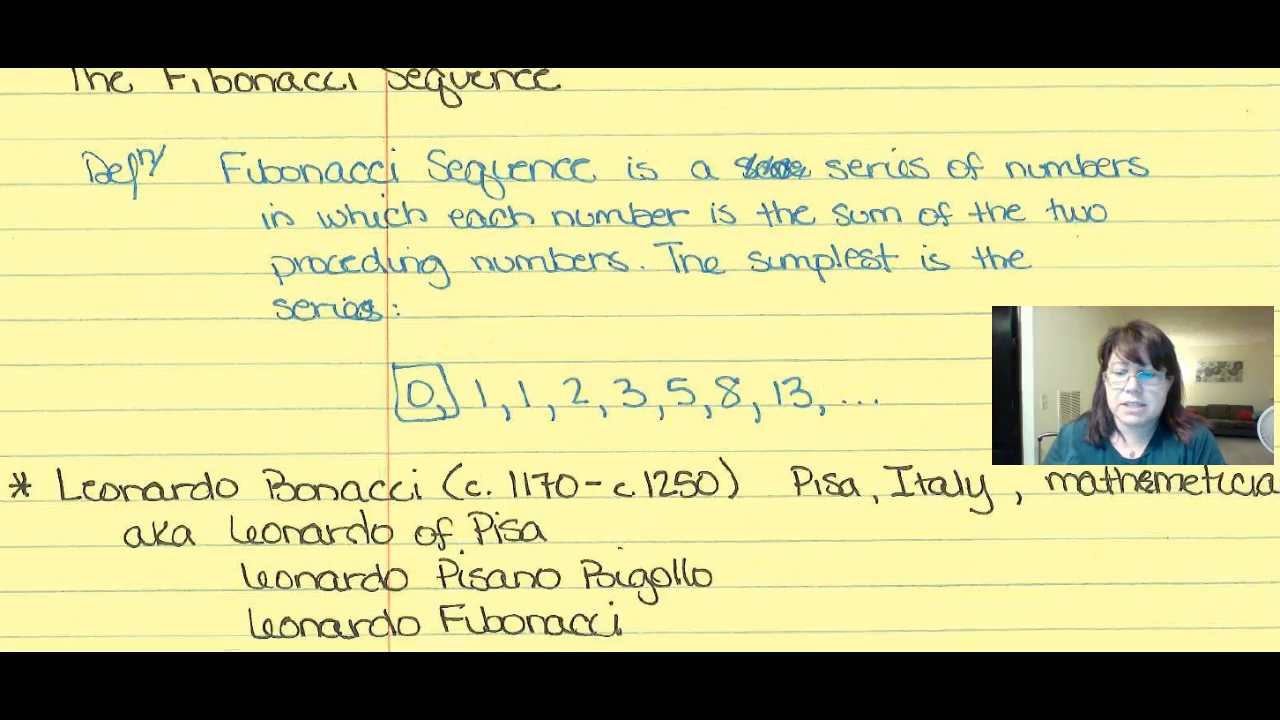 The Fibonacci Sequence
Def'n/ Fibonacci Sequence is a series of numbers
in which each number is the sum of the two
proceding numbers. The simplest is the
series:
0, 1, 1, 2, 3, 5, 8, 13, ...
* Leonardo Bonacci (c. 1170 - c. 1250) Pisa, Italy, mathemeticia
aka Leonardo of Pisa
Leonardo Pisano Bigollo
Leonardo Fibonacci